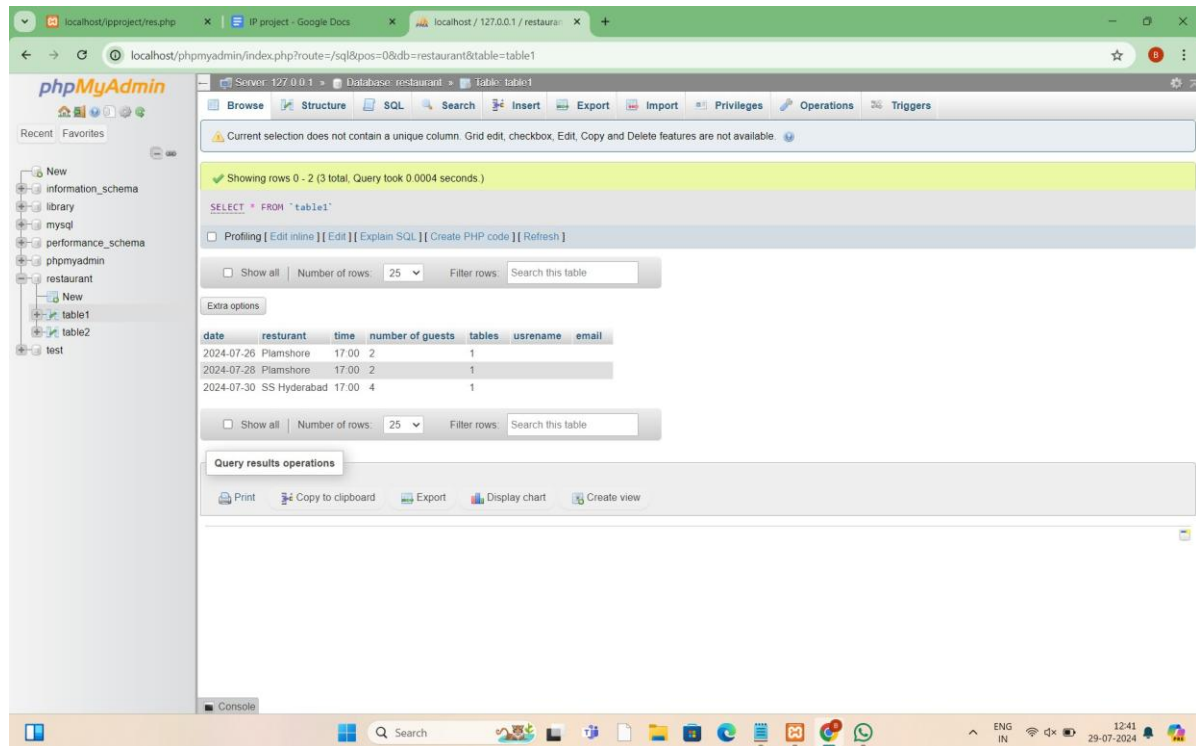 localhost/ipproject/res.php
IP project - Google Docs
localhost / 127.0.0.1 / restauran
localhost/phpmyadmin/index.php?route=/sql&pos=0&db=restaurant&table=table1
B
phpMyAdmin
Recent Favorites
New
information_schema
library
mysql
performance_schema
phpmyadmin
restaurant
New
table1
table2
test
Server: 127.0.0.1 » Database: restaurant » Table: table1
Browse Structure SQL Search Insert Export Import Privileges Operations Triggers
Current selection does not contain a unique column. Grid edit, checkbox, Edit, Copy and Delete features are not available.
Showing rows 0 - 2 (3 total, Query took 0.0004 seconds.)
SELECT * FROM `table1`
Profiling [ Edit inline ] [ Edit ] [ Explain SQL ] [ Create PHP code ] [ Refresh ]
Show all | Number of rows: 25 Filter rows: Search this table
Extra options
date resturant time number of guests tables usrename email
2024-07-26 Plamshore 17:00 2 1
2024-07-28 Plamshore 17:00 2 1
2024-07-30 SS Hyderabad 17:00 4 1
Show all | Number of rows: 25 Filter rows: Search this table
Query results operations
Print Copy to clipboard Export Display chart Create view
Console
Search
ENG
IN
12:41
29-07-2024